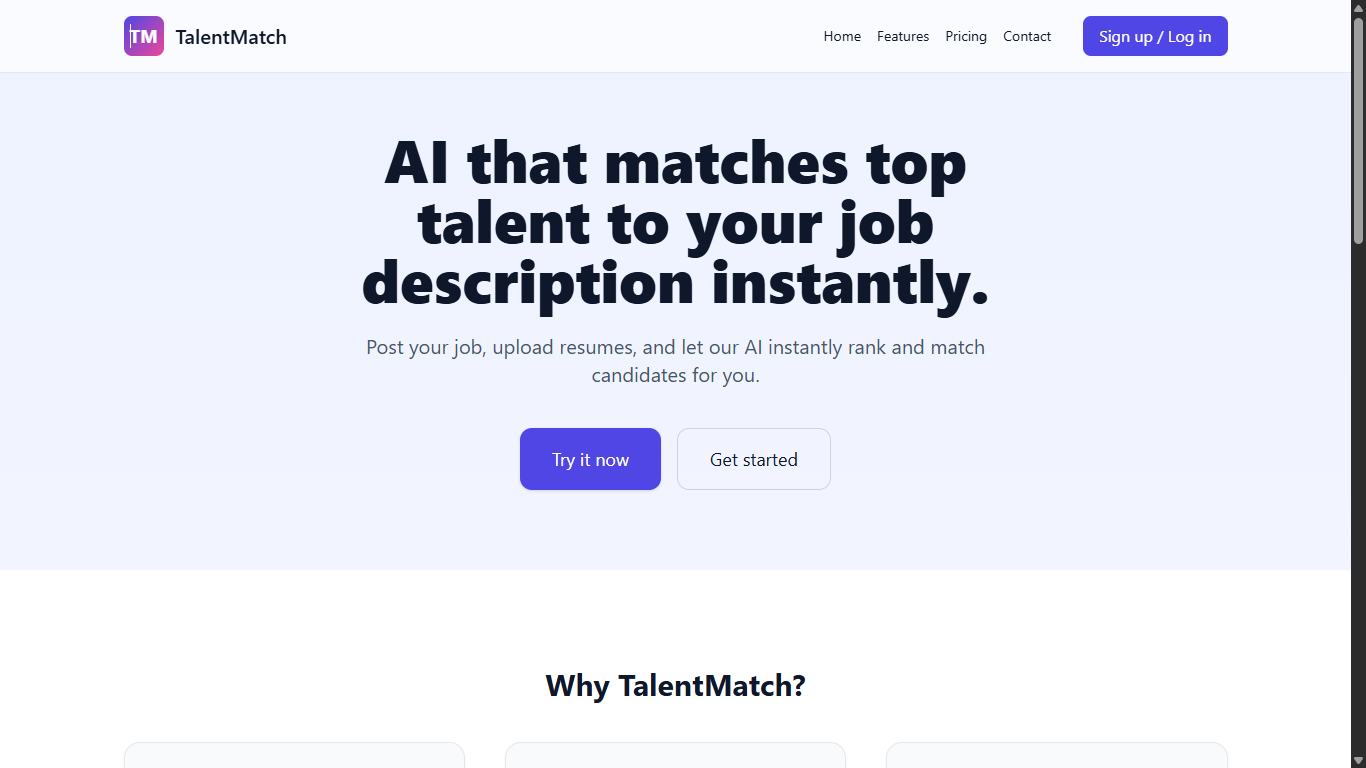 TM TalentMatch
Home Features Pricing Contact Sign up / Log in
AI that matches top
talent to your job
description instantly.
Post your job, upload resumes, and let our AI instantly rank and match
candidates for you.
Try it now Get started
Why TalentMatch?